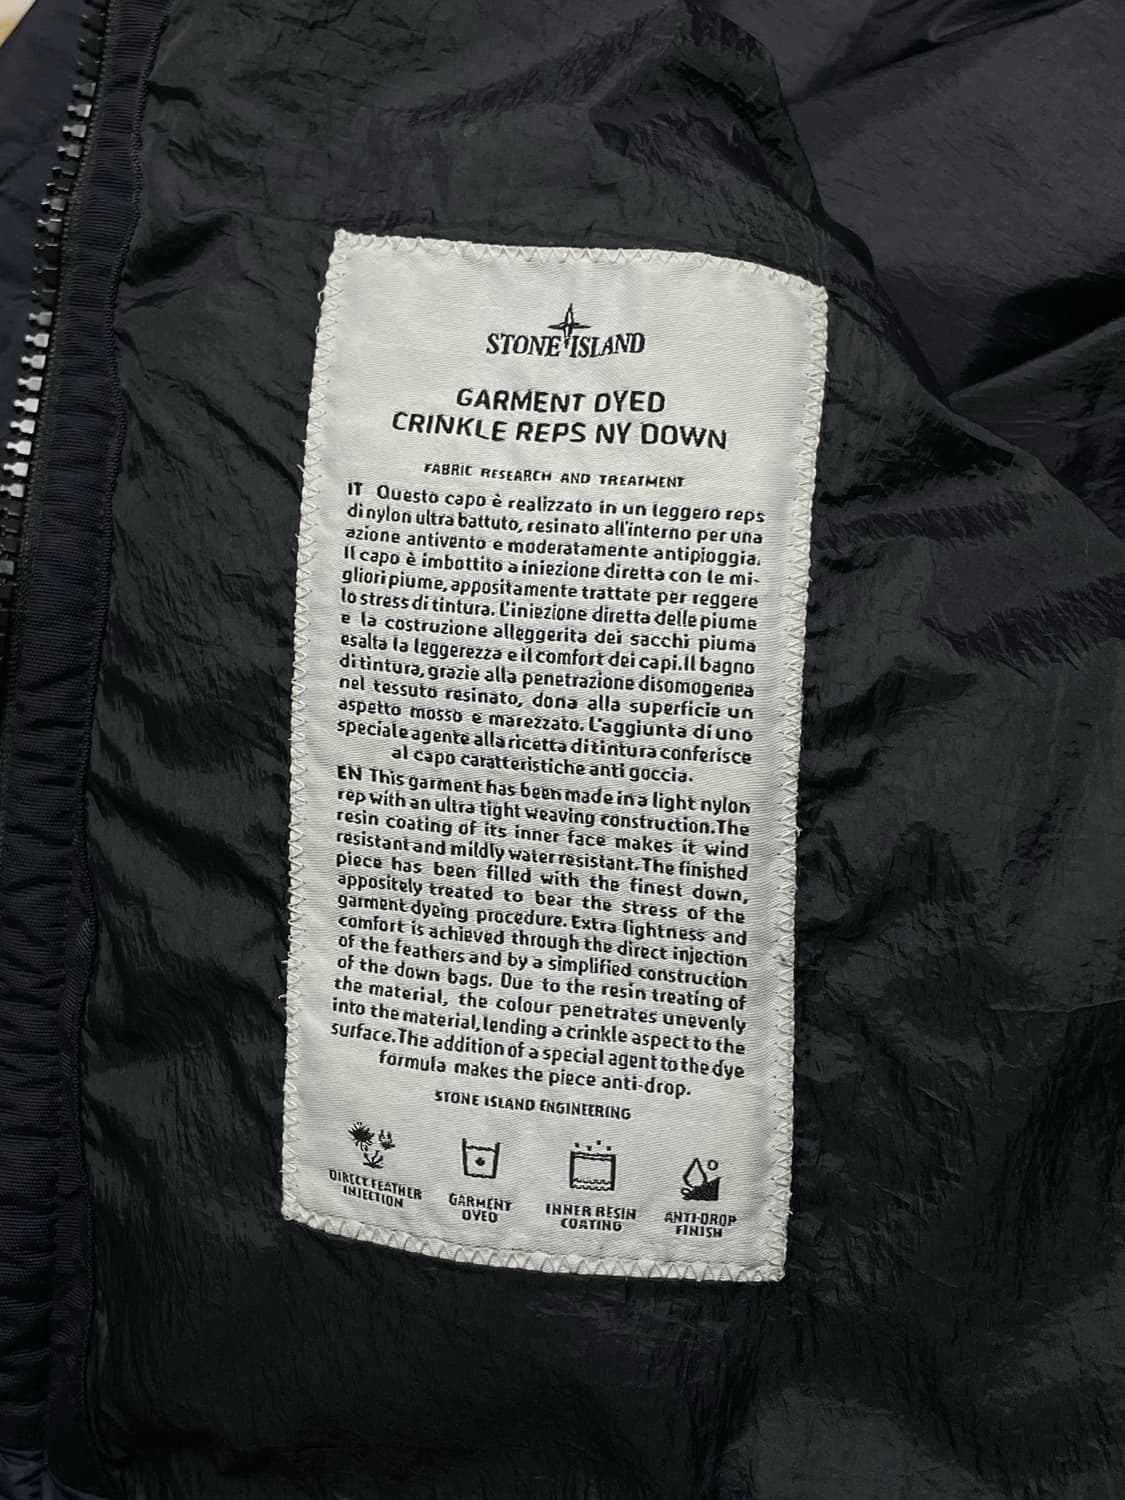 STONE ISLAND
GARMENT DYED
CRINKLE REPS NY DOWN
FABRIC RESEARCH AND TREATMENT
IT Questo capo è realizzato in un leggero reps
di nylon ultra battuto, resinato all'interno per una
azione antivento e moderatamente antipioggia.
Il capo è imbottito a iniezione diretta con le mi-
gliori piume, appositamente trattate per reggere
lo stress di tintura. L'iniezione diretta delle piume
e la costruzione alleggerita dei sacchi piuma
esalta la leggerezza e il comfort dei capi. Il bagno
di tintura, grazie alla penetrazione disomogenea
nel tessuto resinato, dona alla superficie un
aspetto mosso e marezzato. L'aggiunta di uno
speciale agente alla ricetta di tintura conferisce
al capo caratteristiche anti goccia.
EN This garment has been made in a light nylon
rep with an ultra tight weaving construction. The
resin coating of its inner face makes it wind
resistant and mildly water resistant. The finished
piece has been filled with the finest down,
appositely treated to bear the stress of the
garment dyeing procedure. Extra lightness and
comfort is achieved through the direct injection
of the feathers and by a simplified construction
of the down bags. Due to the resin treating of
the material, the colour penetrates unevenly
into the material, lending a crinkle aspect to the
surface. The addition of a special agent to the dye
formula makes the piece anti-drop.
STONE ISLAND ENGINEERING
DIRECT FEATHER
INJECTION
GARMENT
DYED
INNER RESIN
COATING
ANTI-DROP
FINISH